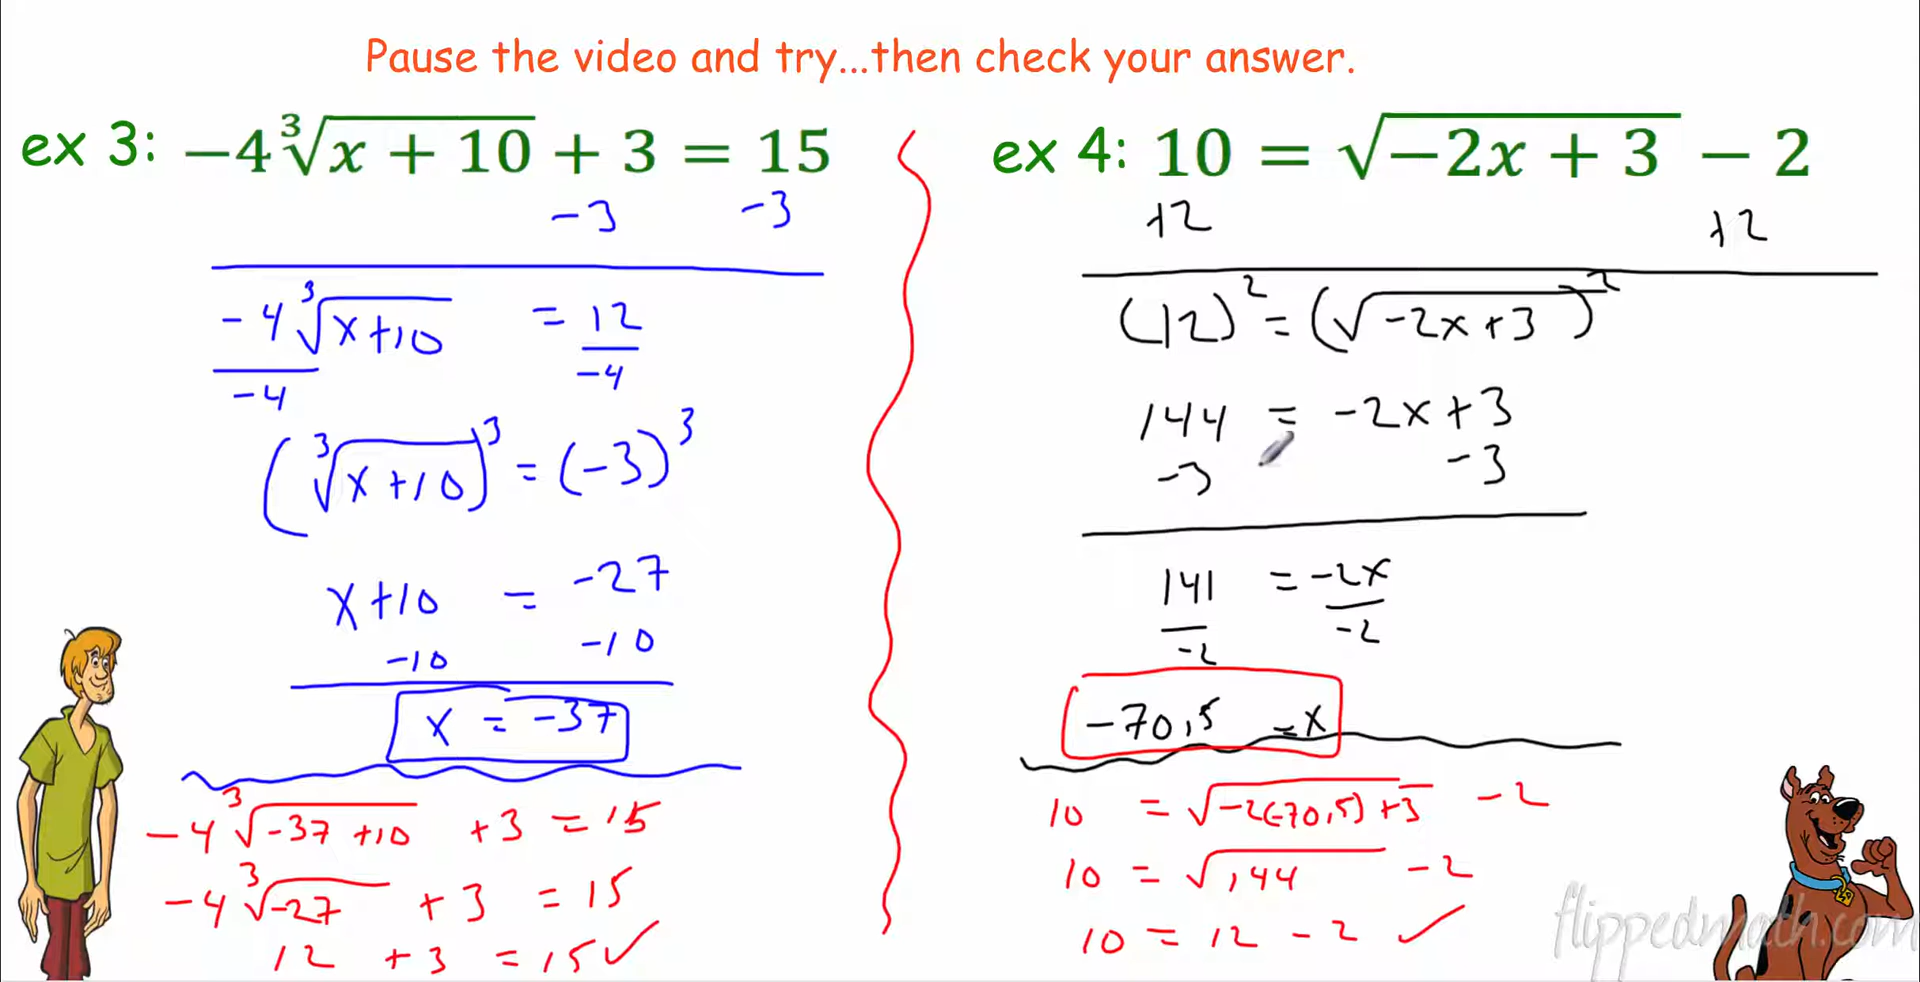 Pause the video and try...then check your answer.
ex 3: −4∛(x + 10) + 3 = 15
−3 −3
−4∛(x+10) = 12
−4 −4
(∛(x+10))³ = (−3)³
x+10 = −27
−10 −10
x = −37
−4∛(−37+10) +3 = 15
−4∛(−27) +3 = 15
12 +3 = 15 ✓
ex 4: 10 = √(−2x + 3) − 2
+2 +2
(12)² = (√(−2x+3))²
144 = −2x+3
−3 −3
141 = −2x
−2 −2
−70.5 = x
10 = √(−2(−70.5)+3) −2
10 = √144 −2
10 = 12 − 2 ✓
flippedmath.com